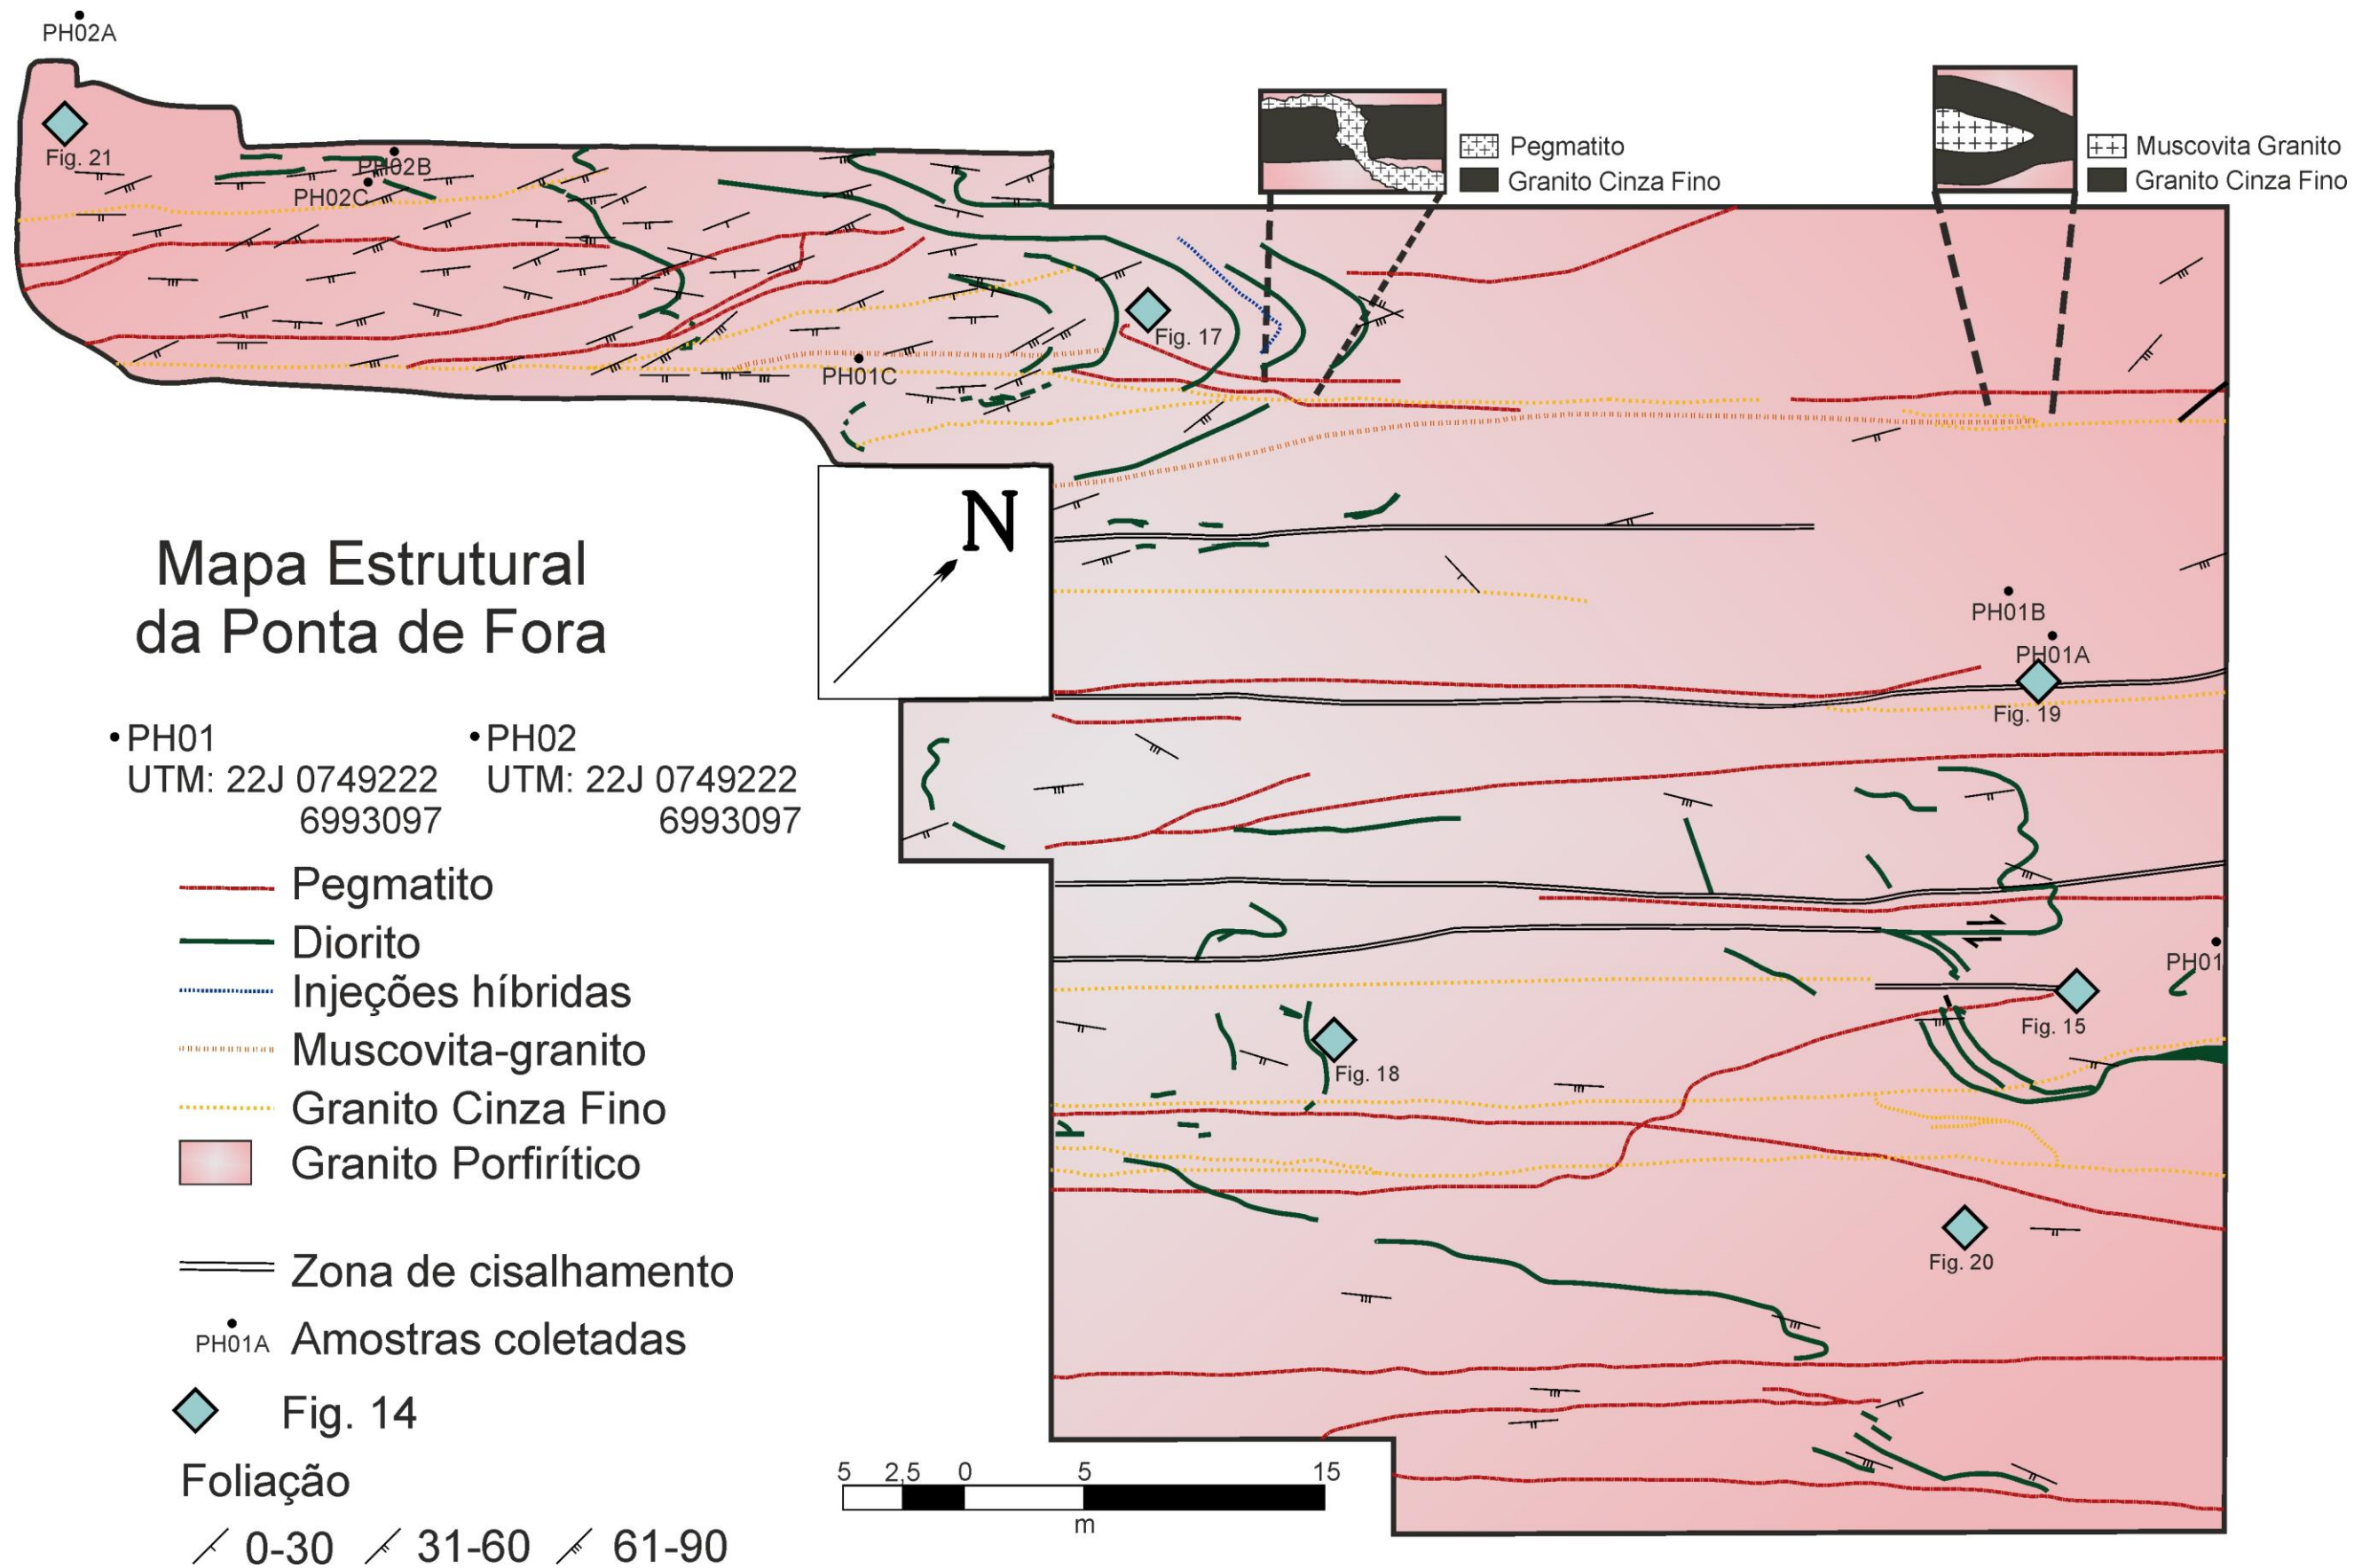 PH02A
Fig. 21
PH02B
PH02C
Pegmatito
Granito Cinza Fino
Muscovita Granito
Granito Cinza Fino
Fig. 17
PH01C
N
Mapa Estrutural
da Ponta de Fora
PH01B
PH01A
Fig. 19
PH01
UTM: 22J 0749222
6993097
PH02
UTM: 22J 0749222
6993097
Pegmatito
Diorito
Injeções híbridas
Muscovita-granito
Granito Cinza Fino
Granito Porfirítico
Zona de cisalhamento
PH01A Amostras coletadas
Fig. 14
Foliação
0-30 31-60 61-90
PH01
Fig. 15
Fig. 18
Fig. 20
5 2,5 0 5 15
m